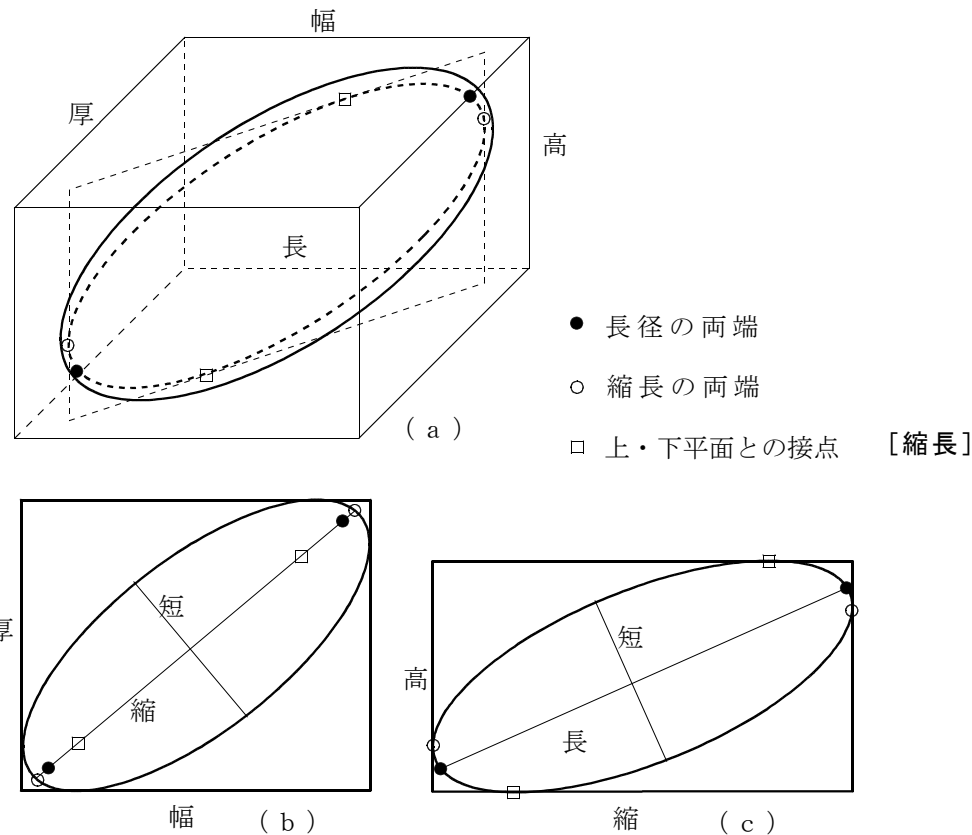 幅
厚
高
長
● 長径の両端
○ 縮長の両端
□ 上・下平面との接点 [縮長]
(a)
短
厚
縮
幅 (b)
短
高
長
縮 (c)